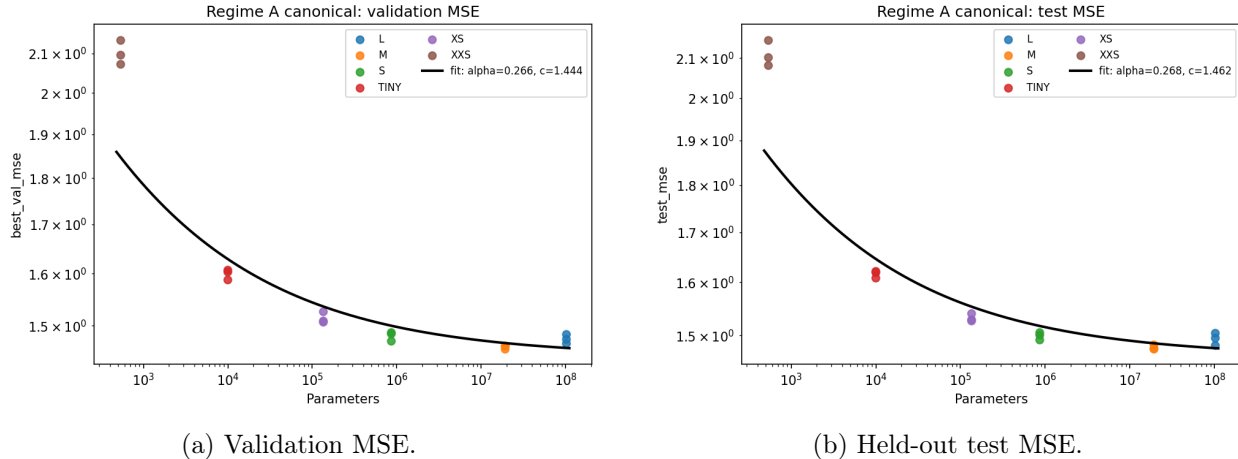 Regime A canonical: validation MSE
best_val_mse
2.1 × 10⁰
2 × 10⁰
1.9 × 10⁰
1.8 × 10⁰
1.7 × 10⁰
1.6 × 10⁰
1.5 × 10⁰
L
M
S
TINY
XS
XXS
fit: alpha=0.266, c=1.444
10³
10⁴
10⁵
10⁶
10⁷
10⁸
Parameters
(a) Validation MSE.
Regime A canonical: test MSE
test_mse
2.1 × 10⁰
2 × 10⁰
1.9 × 10⁰
1.8 × 10⁰
1.7 × 10⁰
1.6 × 10⁰
1.5 × 10⁰
L
M
S
TINY
XS
XXS
fit: alpha=0.268, c=1.462
10³
10⁴
10⁵
10⁶
10⁷
10⁸
Parameters
(b) Held-out test MSE.